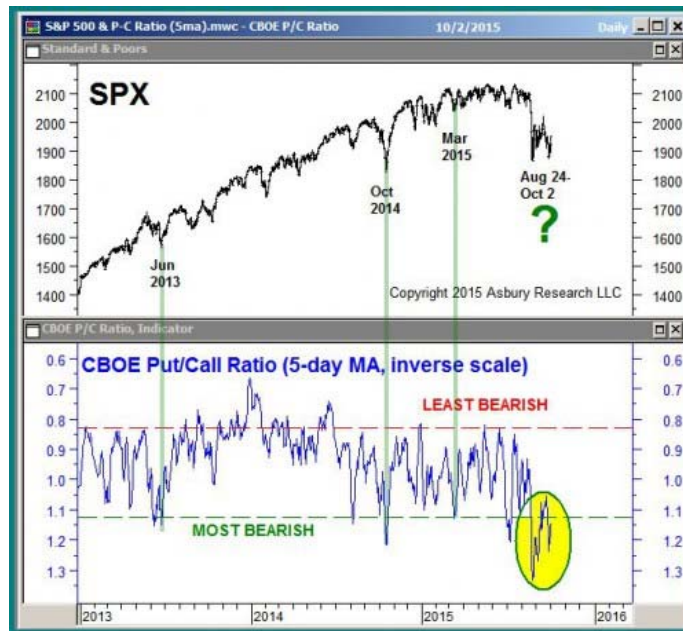 S&P 500 & P-C Ratio (5ma).mwc - CBOE P/C Ratio 10/2/2015 Daily
Standard & Poors
SPX
2100 2100
2000 2000
1900 1900
1800 1800
1700 1700
1600 1600
1500 1500
1400 1400
Mar
2015
Aug 24-
Oct 2
?
Oct
2014
Jun
2013
Copyright 2015 Asbury Research LLC
CBOE P/C Ratio, Indicator
CBOE Put/Call Ratio (5-day MA, inverse scale)
0.6 0.6
0.7 0.7
0.8 0.8
0.9 0.9
1.0 1.0
1.1 1.1
1.2 1.2
1.3 1.3
LEAST BEARISH
MOST BEARISH
2013 2014 2015 2016